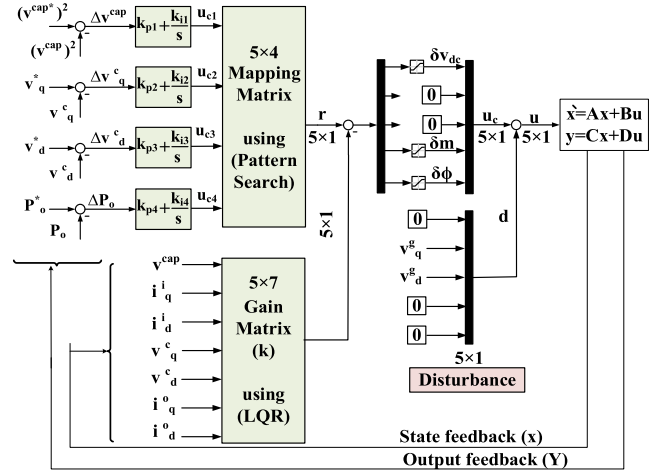 (v^cap*)² Δv^cap k_p1+k_i1/s u_c1
(v^cap)²
v*_q Δv^c_q k_p2+k_i2/s u_c2
v^c_q
v*_d Δv^c_d k_p3+k_i3/s u_c3
v^c_d
P*_o ΔP_o k_p4+k_i4/s u_c4
P_o
5×4
Mapping
Matrix
using
(Pattern
Search)
r
5×1
5×1
δv_dc
0
0
δm
δϕ
u_c
5×1
u
5×1
x̀=Ax+Bu
y=Cx+Du
d
0
v^g_q
v^g_d
0
0
5×1
Disturbance
v^cap
i^i_q
i^i_d
v^c_q
v^c_d
i^o_q
i^o_d
5×7
Gain
Matrix
(k)
using
(LQR)
State feedback (x)
Output feedback (Y)